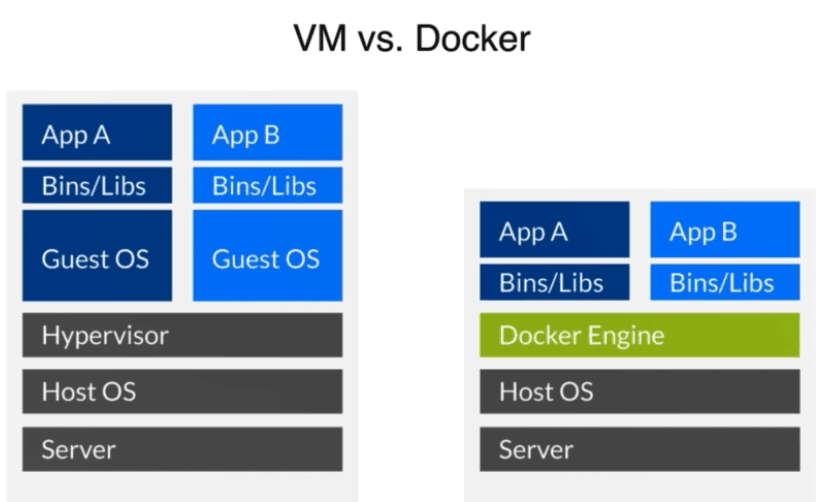 VM vs. Docker
App A
App B
Bins/Libs
Bins/Libs
Guest OS
Guest OS
Hypervisor
Host OS
Server
App A
App B
Bins/Libs
Bins/Libs
Docker Engine
Host OS
Server